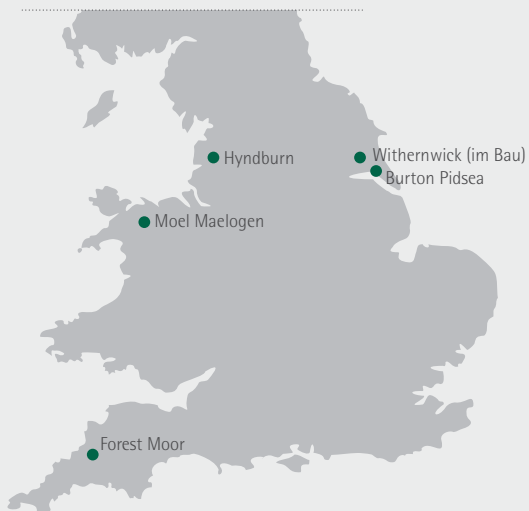 Hyndburn
Withernwick (im Bau)
Burton Pidsea
Moel Maelogen
Forest Moor